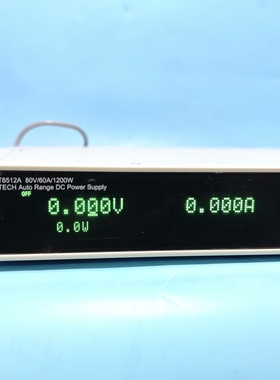 T6512A 80V/60A/1200W
TECH Auto Range DC Power Supply
OFF
0.000V 0.000A
0.0W